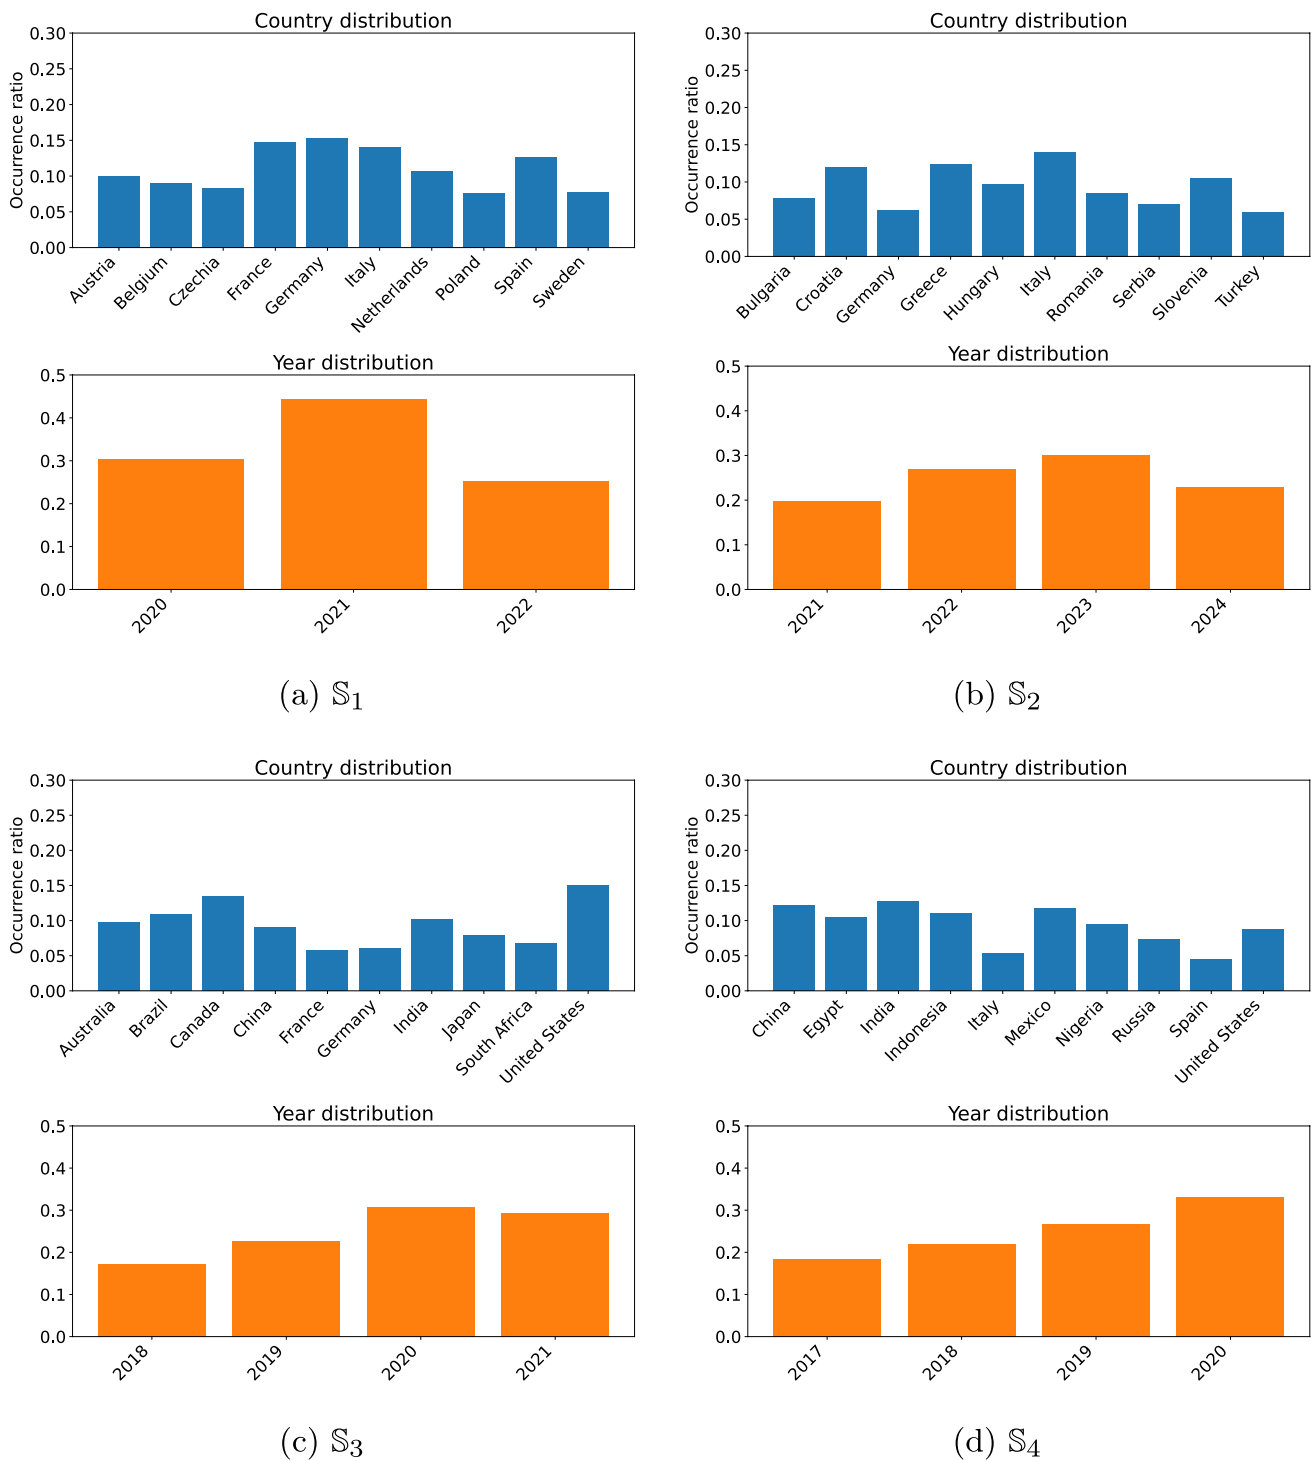 Country distribution
Occurrence ratio
0.30
0.25
0.20
0.15
0.10
0.05
0.00
Austria
Belgium
Czechia
France
Germany
Italy
Netherlands
Poland
Spain
Sweden
Year distribution
0.5
0.4
0.3
0.2
0.1
0.0
2020
2021
2022
(a) 𝕊₁
Country distribution
Occurrence ratio
0.30
0.25
0.20
0.15
0.10
0.05
0.00
Bulgaria
Croatia
Germany
Greece
Hungary
Italy
Romania
Serbia
Slovenia
Turkey
Year distribution
0.5
0.4
0.3
0.2
0.1
0.0
2021
2022
2023
2024
(b) 𝕊₂
Country distribution
Occurrence ratio
0.30
0.25
0.20
0.15
0.10
0.05
0.00
Australia
Brazil
Canada
China
France
Germany
India
Japan
South Africa
United States
Year distribution
0.5
0.4
0.3
0.2
0.1
0.0
2018
2019
2020
2021
(c) 𝕊₃
Country distribution
Occurrence ratio
0.30
0.25
0.20
0.15
0.10
0.05
0.00
China
Egypt
India
Indonesia
Italy
Mexico
Nigeria
Russia
Spain
United States
Year distribution
0.5
0.4
0.3
0.2
0.1
0.0
2017
2018
2019
2020
(d) 𝕊₄